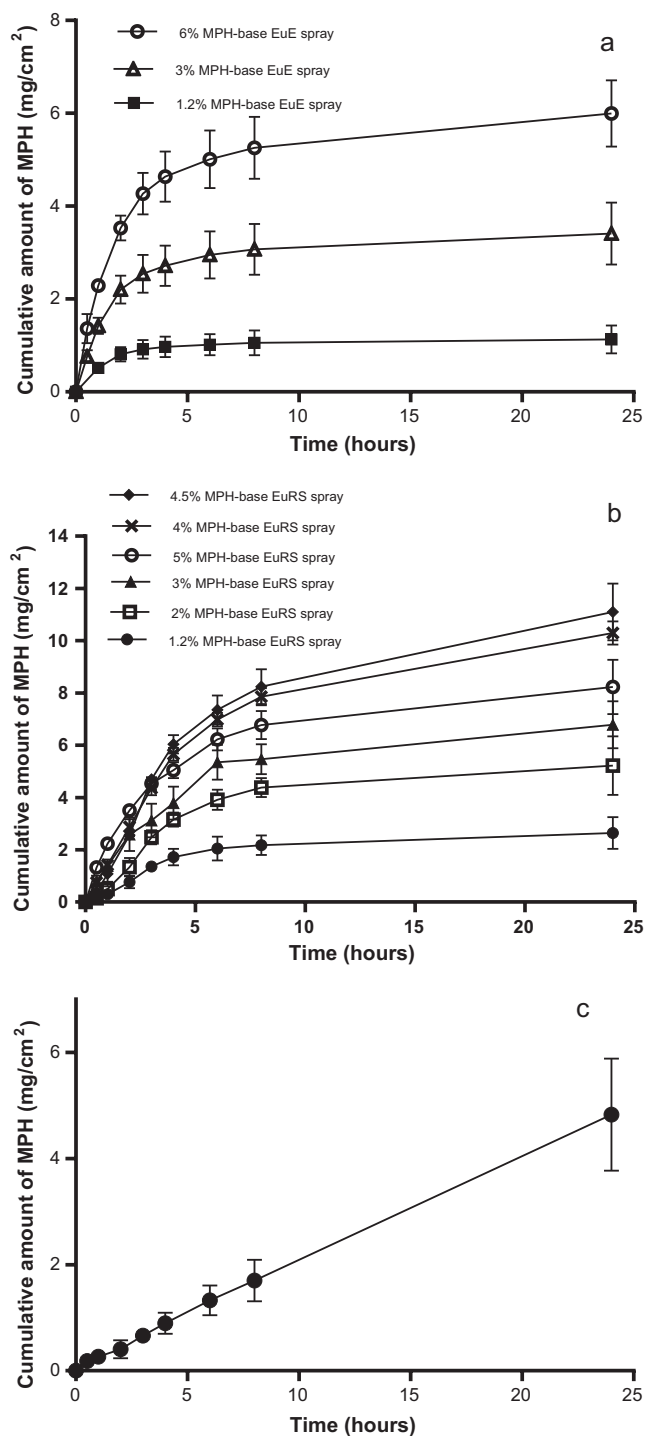 8
6% MPH-base EuE spray
a
3% MPH-base EuE spray
1.2% MPH-base EuE spray
6
4
2
0
Cumulative amount of MPH (mg/cm²)
0 5 10 15 20 25
Time (hours)
4.5% MPH-base EuRS spray
b
4% MPH-base EuRS spray
5% MPH-base EuRS spray
3% MPH-base EuRS spray
2% MPH-base EuRS spray
1.2% MPH-base EuRS spray
14
12
10
8
6
4
2
0
Cumulative amount of MPH (mg/cm²)
0 5 10 15 20 25
Time (hours)
c
6
4
2
0
Cumulative amount of MPH (mg/cm²)
0 5 10 15 20 25
Time (hours)